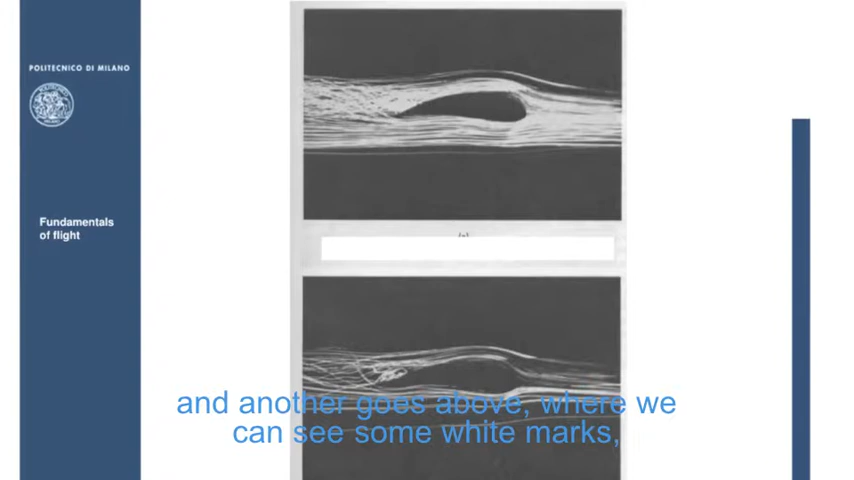 POLITECNICO DI MILANO
Fundamentals
of flight
and another goes above, where we
can see some white marks,